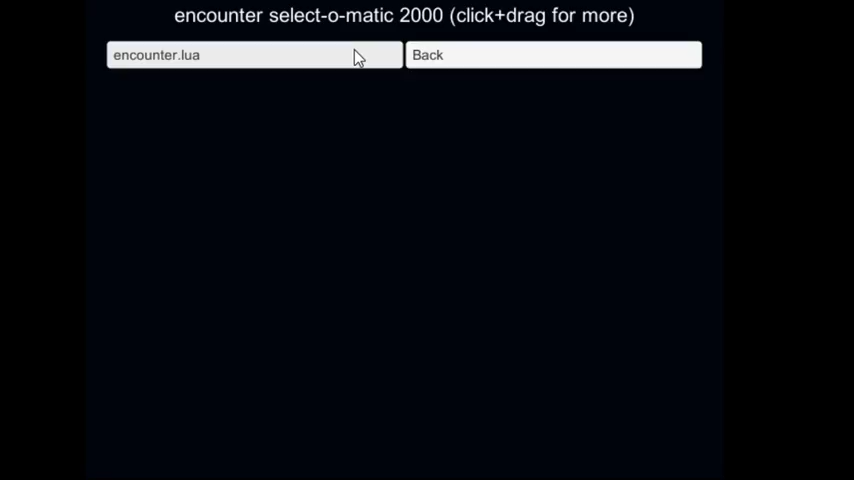 encounter select-o-matic 2000 (click+drag for more)
encounter.lua
Back